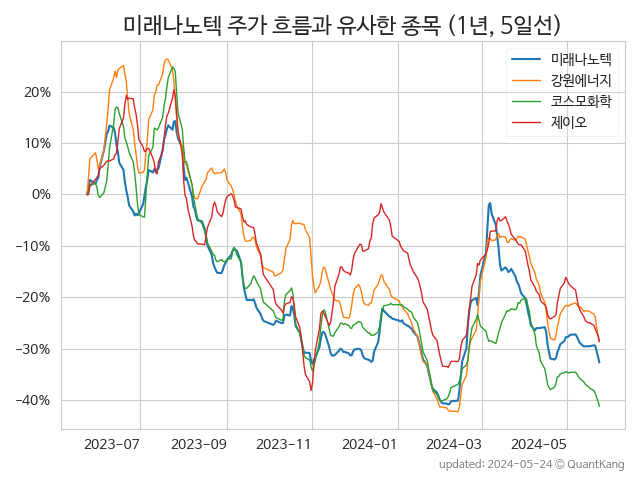 미래나노텍 주가 흐름과 유사한 종목 (1년, 5일선)
미래나노텍
강원에너지
코스모화학
제이오
20%
10%
0%
−10%
−20%
−30%
−40%
2023-07 2023-09 2023-11 2024-01 2024-03 2024-05
updated: 2024-05-24 © QuantKang